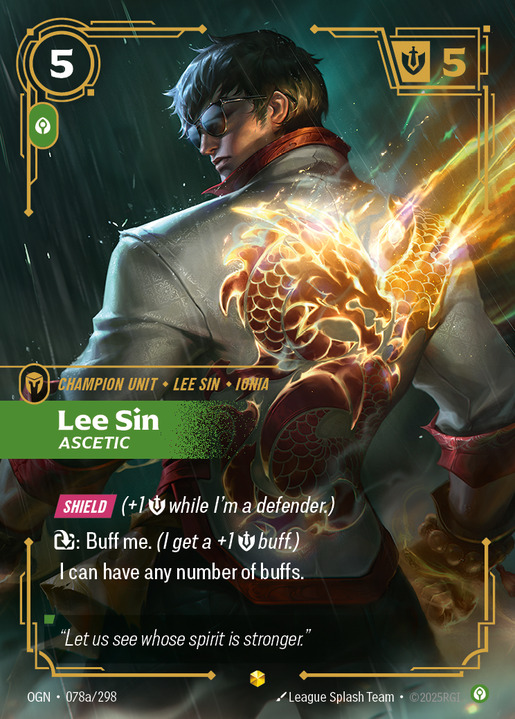 5
5
CHAMPION UNIT • LEE SIN • IONIA
Lee Sin
ASCETIC
SHIELD (+1 while I'm a defender.)
: Buff me. (I get a +1 buff.)
I can have any number of buffs.
"Let us see whose spirit is stronger."
OGN • 078a/298
League Splash Team • ©2025RGI